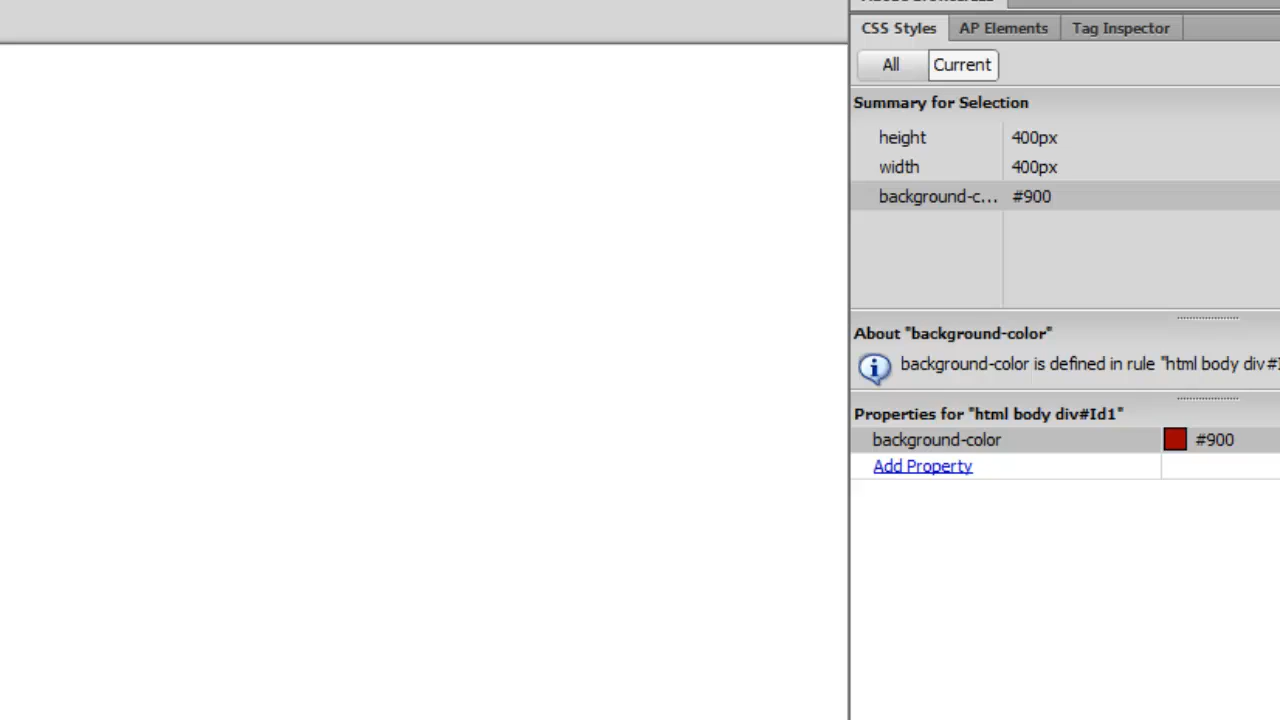 CSS Styles AP Elements Tag Inspector
All Current
Summary for Selection
height 400px
width 400px
background-c... #900
About "background-color"
background-color is defined in rule "html body div#
Properties for "html body div#Id1"
background-color #900
Add Property